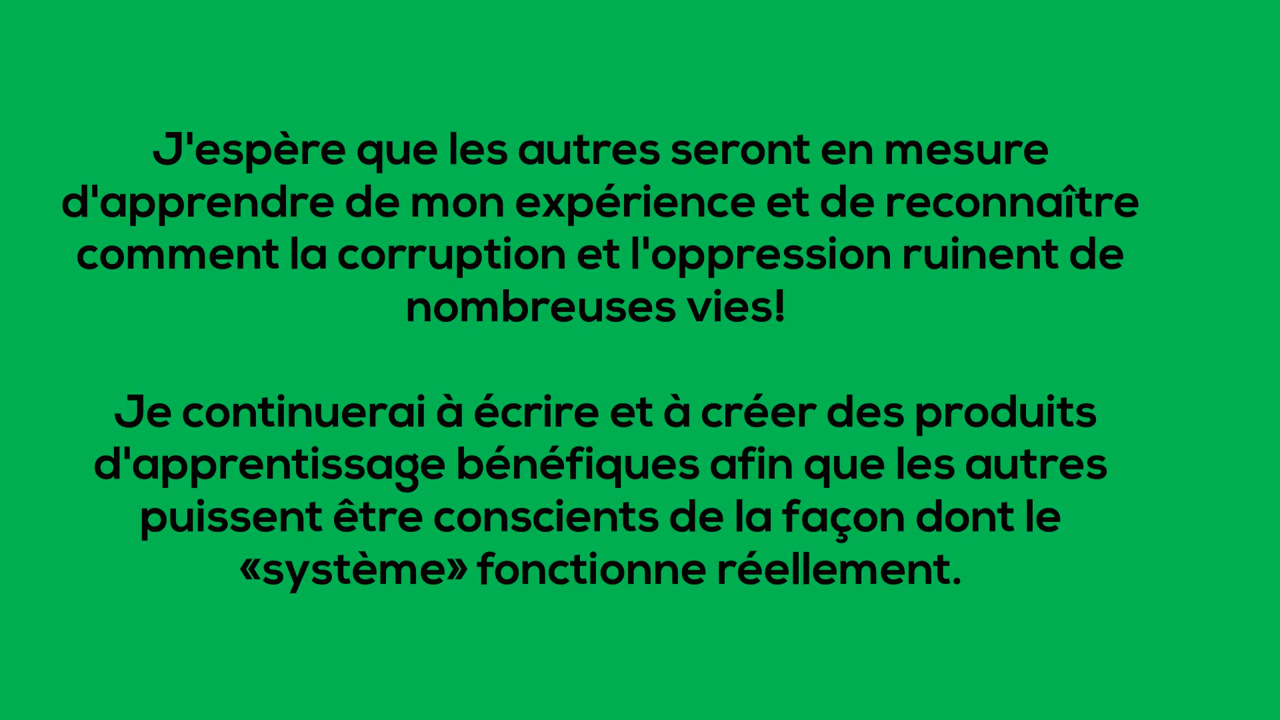 J'espère que les autres seront en mesure
d'apprendre de mon expérience et de reconnaître
comment la corruption et l'oppression ruinent de
nombreuses vies!
Je continuerai à écrire et à créer des produits
d'apprentissage bénéfiques afin que les autres
puissent être conscients de la façon dont le
«système» fonctionne réellement.